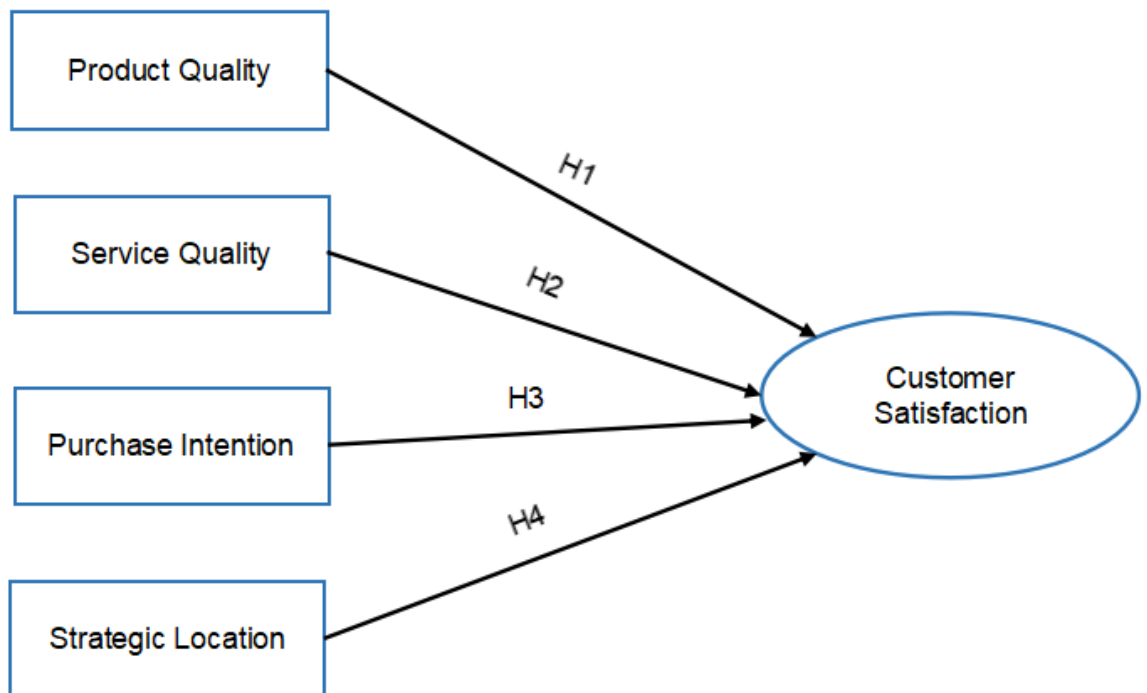 Product Quality
H1
Service Quality
H2
Customer
Satisfaction
Purchase Intention
H3
H4
Strategic Location